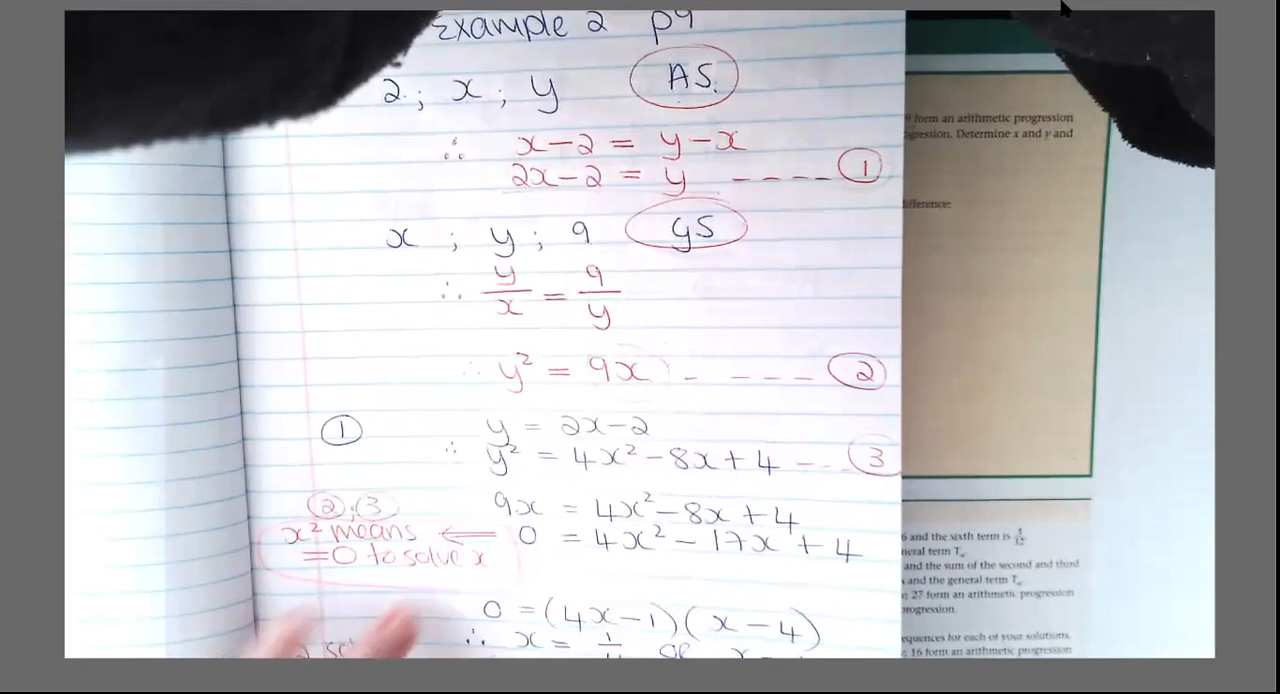 Example 2 p9
2 ; x ; y AS.
∴ x-2 = y-x
2x-2 = y ---- ①
x ; y ; 9 GS
∴ y/x = 9/y
∴ y² = 9x - --- ②
① y = 2x-2
∴ y² = 4x²-8x+4 --- ③
②;③ 9x = 4x²-8x+4
x² means ⇐ 0 = 4x²-17x+4
=0 to solve x
0 = (4x-1)(x-4)
∴ x = 1/4 or
9 form an arithmetic progression
Determine x and y and
difference:
and the sixth term is
term T
and the sum of the second and third
and the general term T
27 form an arithmetic progression
progression.
for each of your solutions.
16 form an arithmetic progression